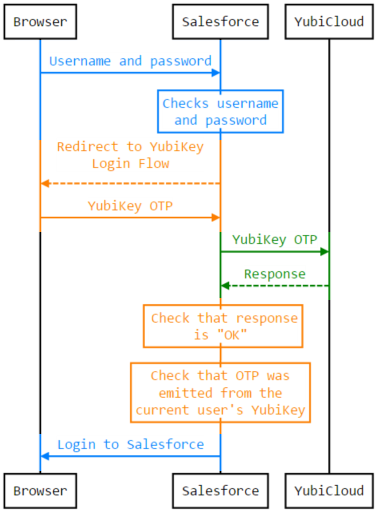 Browser
Salesforce
YubiCloud
Username and password
Checks username
and password
Redirect to YubiKey
Login Flow
YubiKey OTP
YubiKey OTP
Response
Check that response
is "OK"
Check that OTP was
emitted from the
current user's YubiKey
Login to Salesforce
Browser
Salesforce
YubiCloud